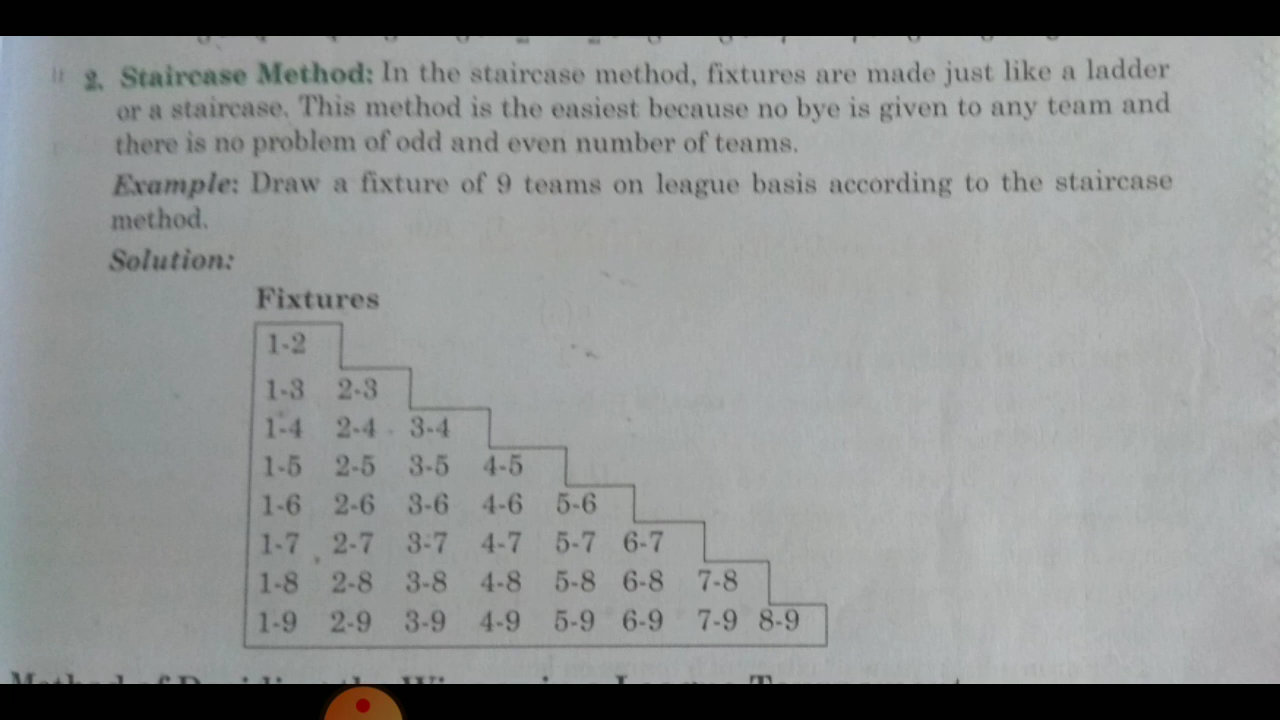 2. Staircase Method: In the staircase method, fixtures are made just like a ladder
or a staircase. This method is the easiest because no bye is given to any team and
there is no problem of odd and even number of teams.
Example: Draw a fixture of 9 teams on league basis according to the staircase
method.
Solution:
Fixtures
1-2
1-3 2-3
1-4 2-4 3-4
1-5 2-5 3-5 4-5
1-6 2-6 3-6 4-6 5-6
1-7 2-7 3-7 4-7 5-7 6-7
1-8 2-8 3-8 4-8 5-8 6-8 7-8
1-9 2-9 3-9 4-9 5-9 6-9 7-9 8-9